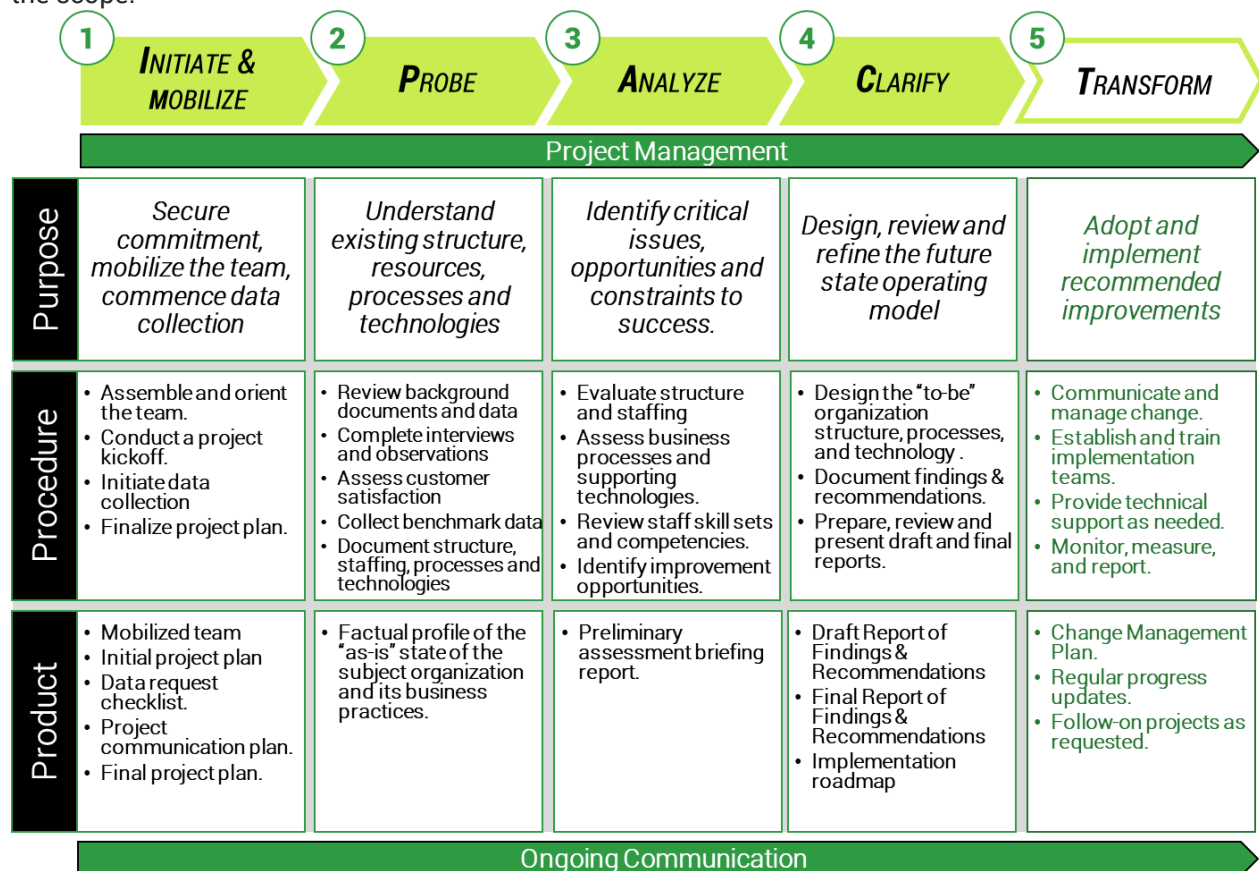 the scope.
1
INITIATE &
MOBILIZE
2
PROBE
3
ANALYZE
4
CLARIFY
5
TRANSFORM
Project Management
Purpose
Secure
commitment,
mobilize the team,
commence data
collection
Understand
existing structure,
resources,
processes and
technologies
Identify critical
issues,
opportunities and
constraints to
success.
Design, review and
refine the future
state operating
model
Adopt and
implement
recommended
improvements
Procedure
• Assemble and orient
the team.
• Conduct a project
kickoff.
• Initiate data
collection
• Finalize project plan.
• Review background
documents and data
• Complete interviews
and observations
• Assess customer
satisfaction
• Collect benchmark data
• Document structure,
staffing, processes and
technologies
• Evaluate structure
and staffing
• Assess business
processes and
supporting
technologies.
• Review staff skill sets
and competencies.
• Identify improvement
opportunities.
• Design the “to-be”
organization
structure, processes,
and technology .
• Document findings &
recommendations.
• Prepare, review and
present draft and final
reports.
• Communicate and
manage change.
• Establish and train
implementation
teams.
• Provide technical
support as needed.
• Monitor, measure,
and report.
Product
• Mobilized team
• Initial project plan
• Data request
checklist.
• Project
communication plan.
• Final project plan.
• Factual profile of the
“as-is” state of the
subject organization
and its business
practices.
• Preliminary
assessment briefing
report.
• Draft Report of
Findings &
Recommendations
• Final Report of
Findings &
Recommendations
• Implementation
roadmap
• Change Management
Plan.
• Regular progress
updates.
• Follow-on projects as
requested.
Ongoing Communication